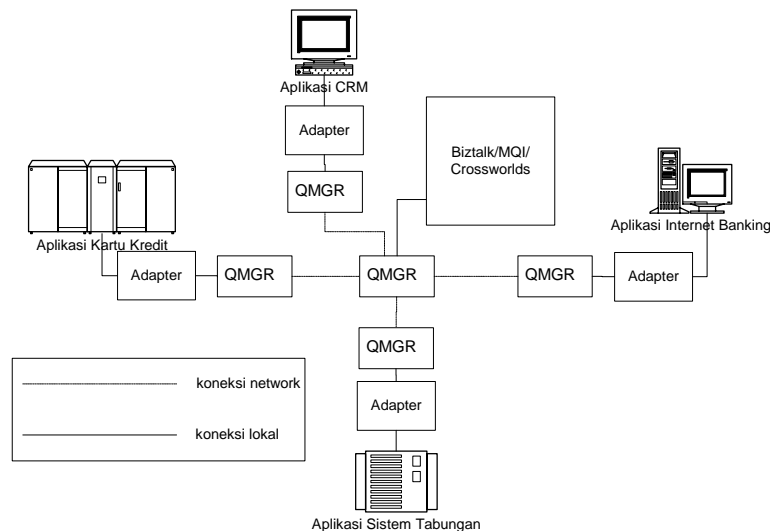 Aplikasi CRM
Adapter
Biztalk/MQI/
Crossworlds
QMGR
Aplikasi Internet Banking
Aplikasi Kartu Kredit
Adapter
QMGR
QMGR
QMGR
Adapter
QMGR
koneksi network
Adapter
koneksi lokal
Aplikasi Sistem Tabungan